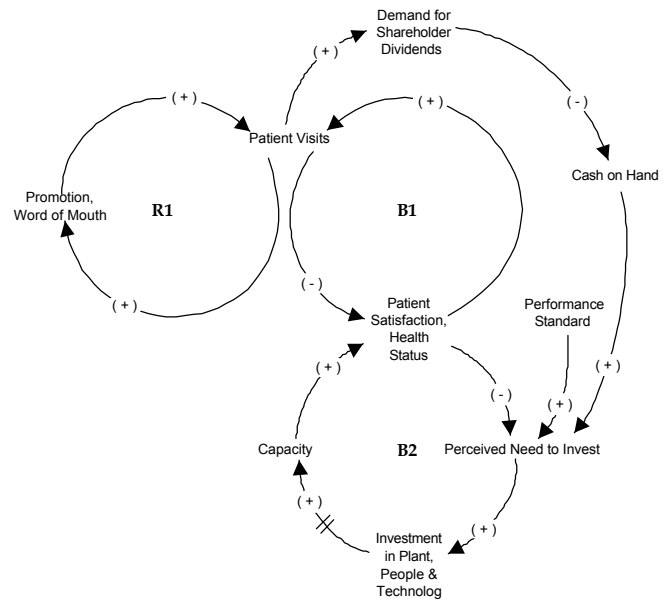 Demand for
Shareholder
Dividends
( + )
( + )
( + )
( - )
Patient Visits
Cash on Hand
Promotion,
Word of Mouth
R1
B1
( - )
( + )
Patient
Satisfaction,
Health
Status
Performance
Standard
( + )
( + )
( - )
( + )
Capacity
B2
Perceived Need to Invest
( + )
( + )
Investment
in Plant,
People &
Technolog